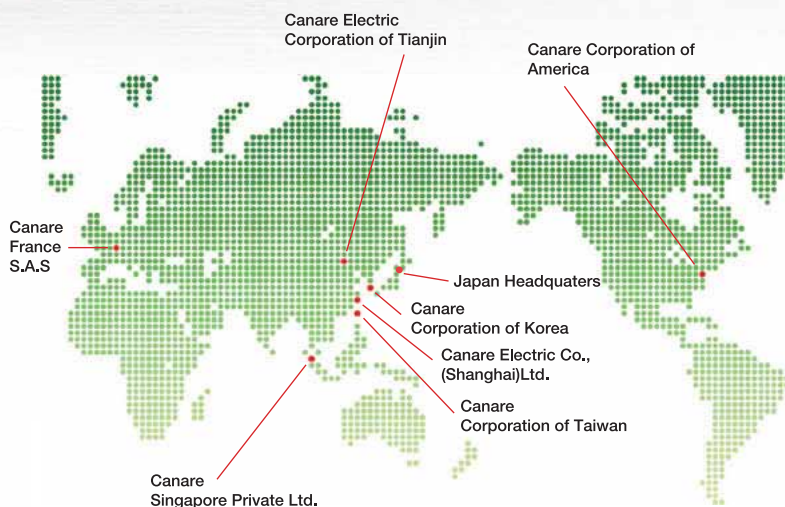 Canare Electric
Corporation of Tianjin
Canare Corporation of
America
Canare
France
S.A.S
Japan Headquaters
Canare
Corporation of Korea
Canare Electric Co.,
(Shanghai)Ltd.
Canare
Corporation of Taiwan
Canare
Singapore Private Ltd.